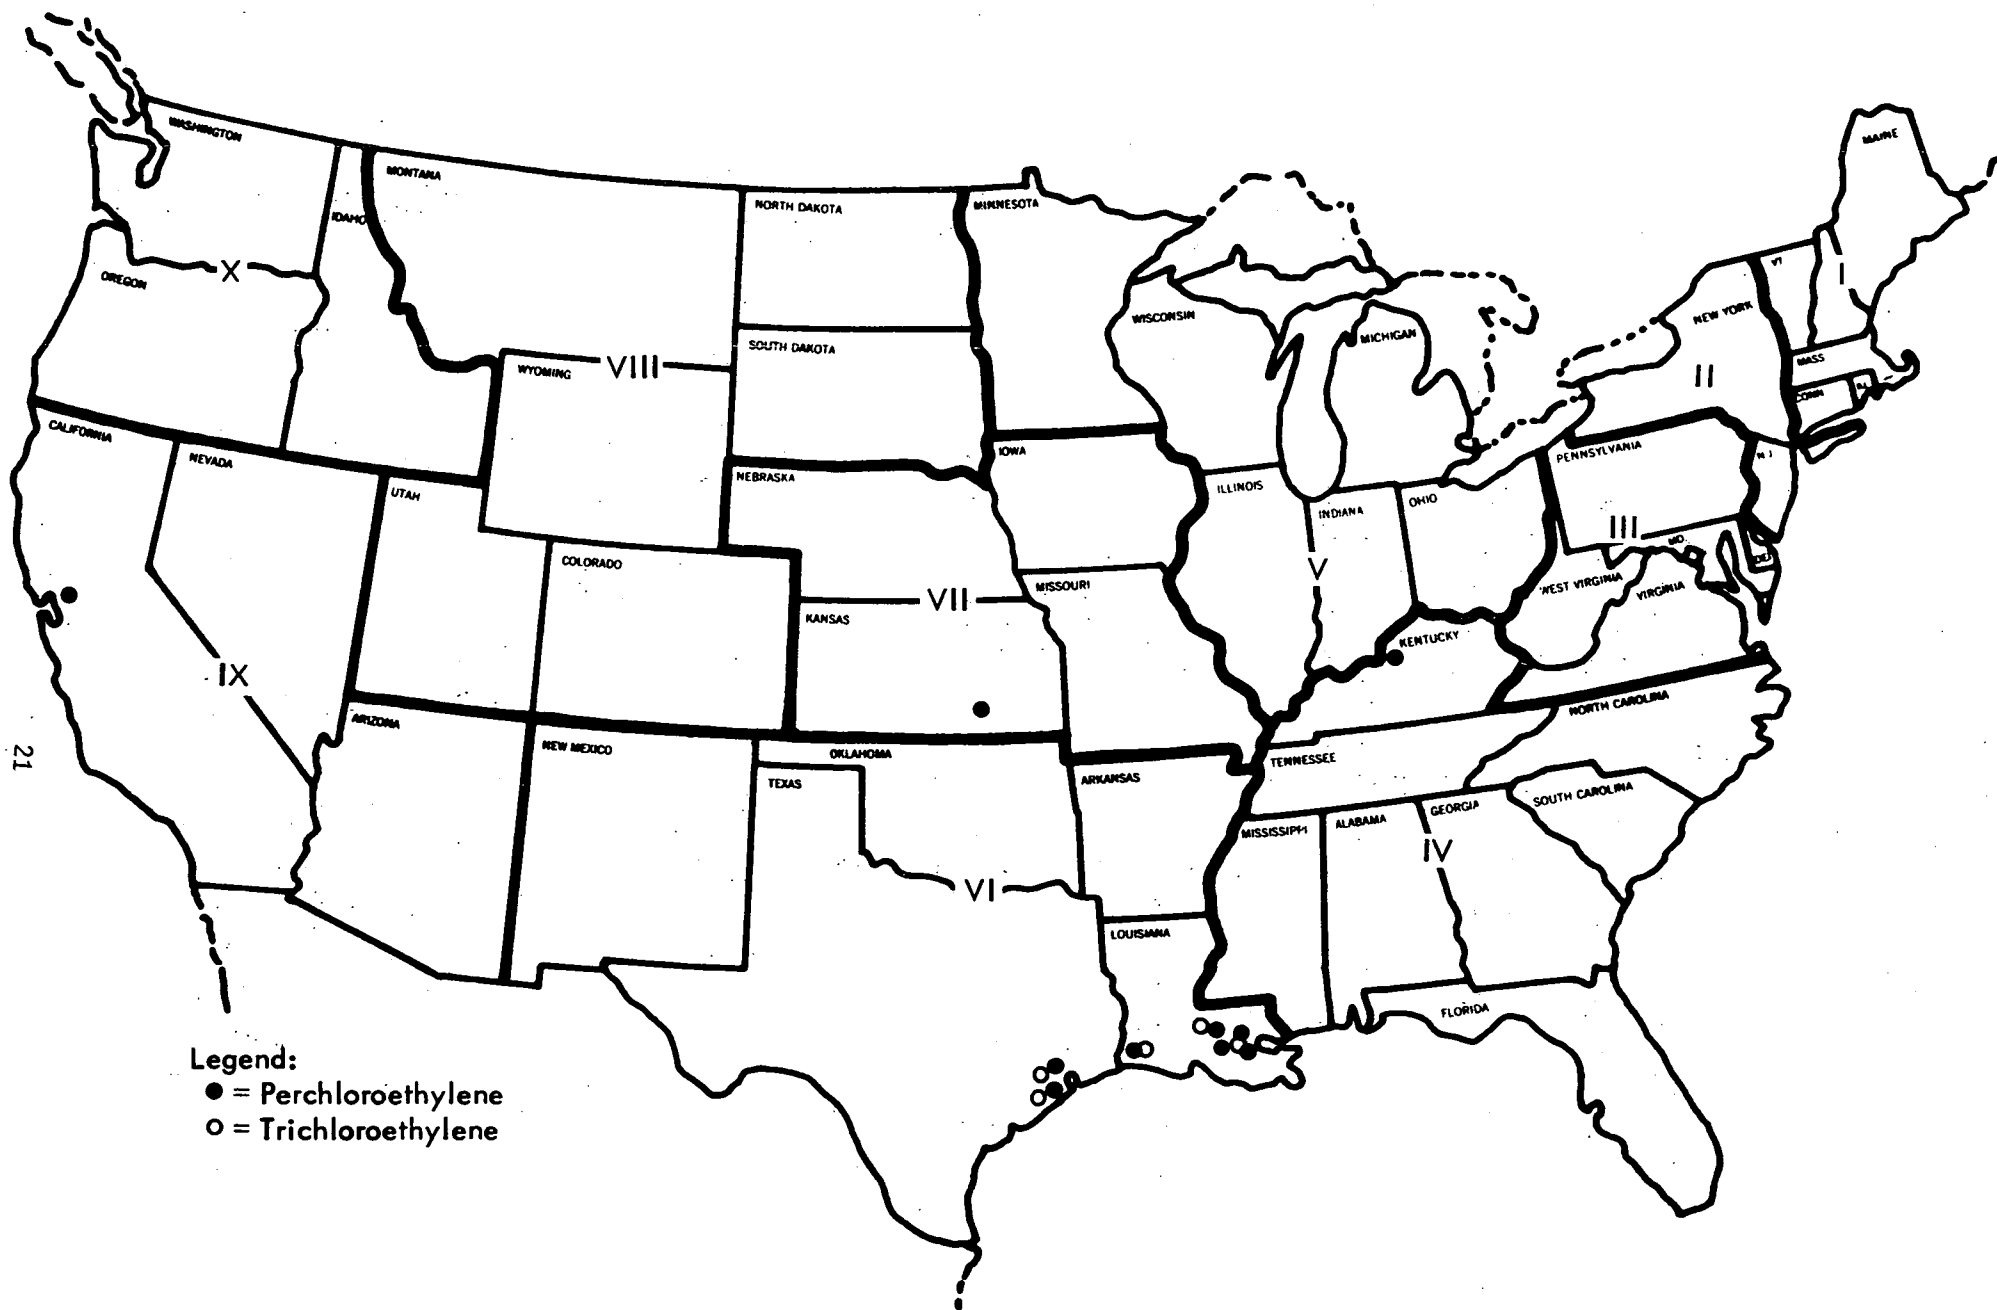 WASHINGTON
MAINE
MONTANA
NORTH DAKOTA
MINNESOTA
IDAHO
VT
I
OREGON
X
WISCONSIN
NEW YORK
MICHIGAN
SOUTH DAKOTA
WYOMING
VIII
MASS
II
CONN
CALIFORNIA
NEVADA
UTAH
NEBRASKA
IOWA
ILLINOIS
INDIANA
OHIO
PENNSYLVANIA
N J
III
MD.
DEL
COLORADO
V
WEST VIRGINIA
VIRGINIA
MISSOURI
VII
KANSAS
KENTUCKY
IX
ARIZONA
NEW MEXICO
OKLAHOMA
TENNESSEE
NORTH CAROLINA
21
TEXAS
ARKANSAS
GEORGIA
SOUTH CAROLINA
MISSISSIPPI
ALABAMA
IV
VI
LOUISIANA
FLORIDA
Legend:
● = Perchloroethylene
○ = Trichloroethylene